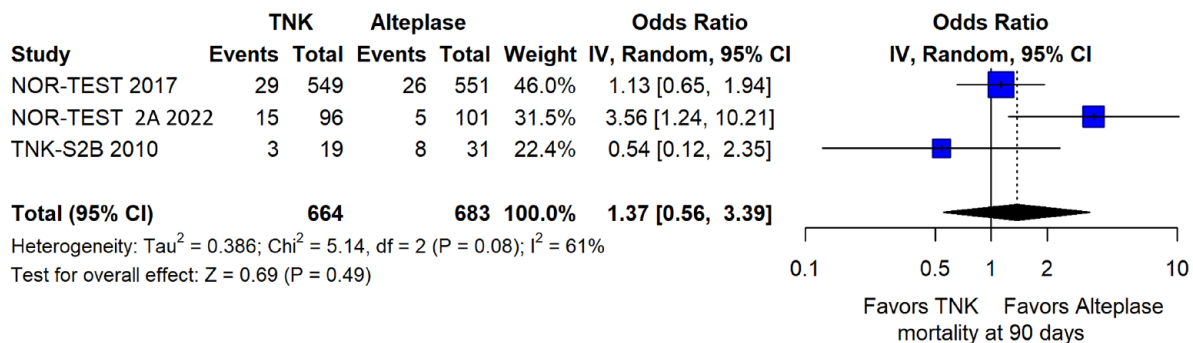 TNK Alteplase Odds Ratio Odds Ratio
Study Events Total Events Total Weight IV, Random, 95% CI IV, Random, 95% CI
NOR-TEST 2017 29 549 26 551 46.0% 1.13 [0.65, 1.94]
NOR-TEST 2A 2022 15 96 5 101 31.5% 3.56 [1.24, 10.21]
TNK-S2B 2010 3 19 8 31 22.4% 0.54 [0.12, 2.35]
Total (95% CI) 664 683 100.0% 1.37 [0.56, 3.39]
Heterogeneity: Tau² = 0.386; Chi² = 5.14, df = 2 (P = 0.08); I² = 61%
Test for overall effect: Z = 0.69 (P = 0.49)
0.1 0.5 1 2 10
Favors TNK Favors Alteplase
mortality at 90 days